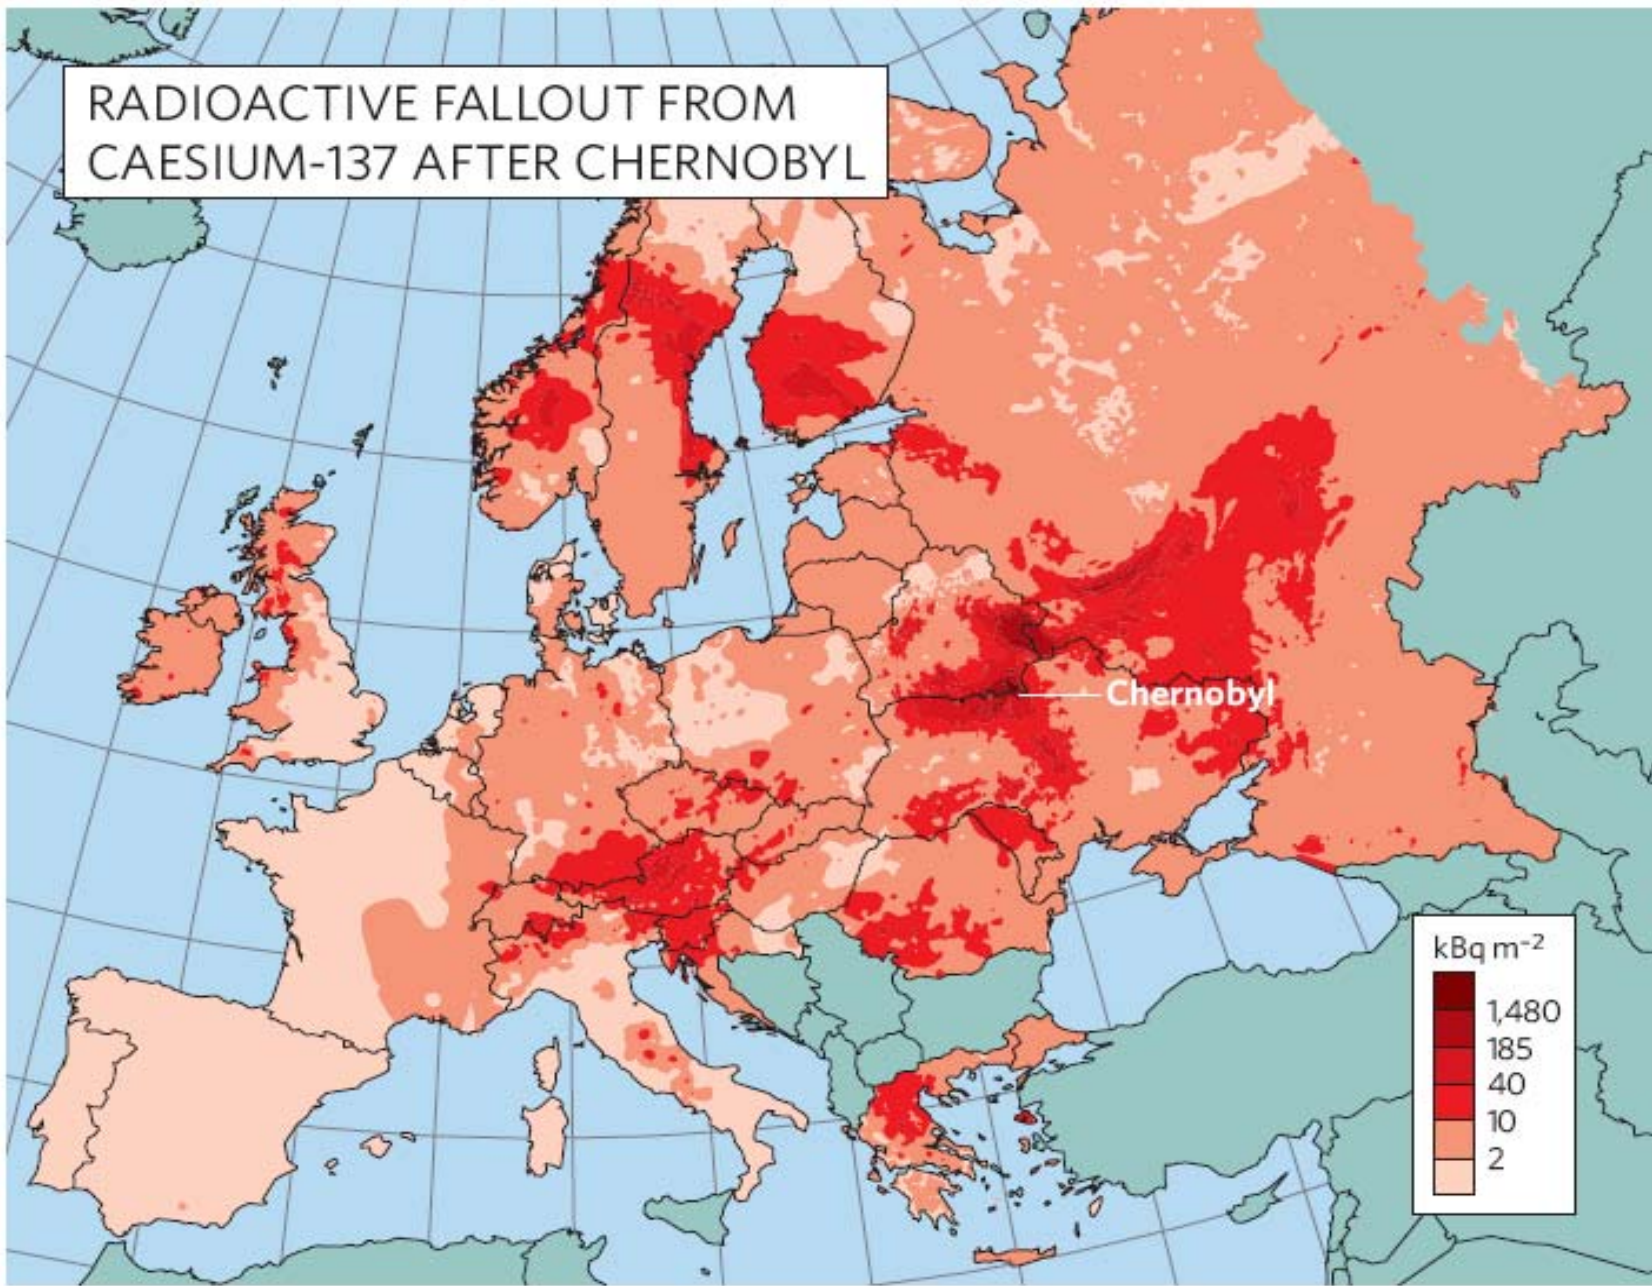 RADIOACTIVE FALLOUT FROM
CAESIUM-137 AFTER CHERNOBYL
Chernobyl
kBq m⁻²
1,480
185
40
10
2